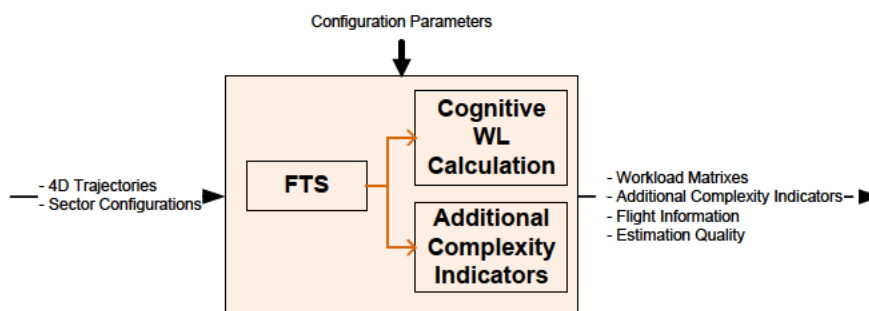 Configuration Parameters
Cognitive
WL
Calculation
FTS
- 4D Trajectories
- Sector Configurations
Additional
Complexity
Indicators
- Workload Matrixes
- Additional Complexity Indicators
- Flight Information
- Estimation Quality